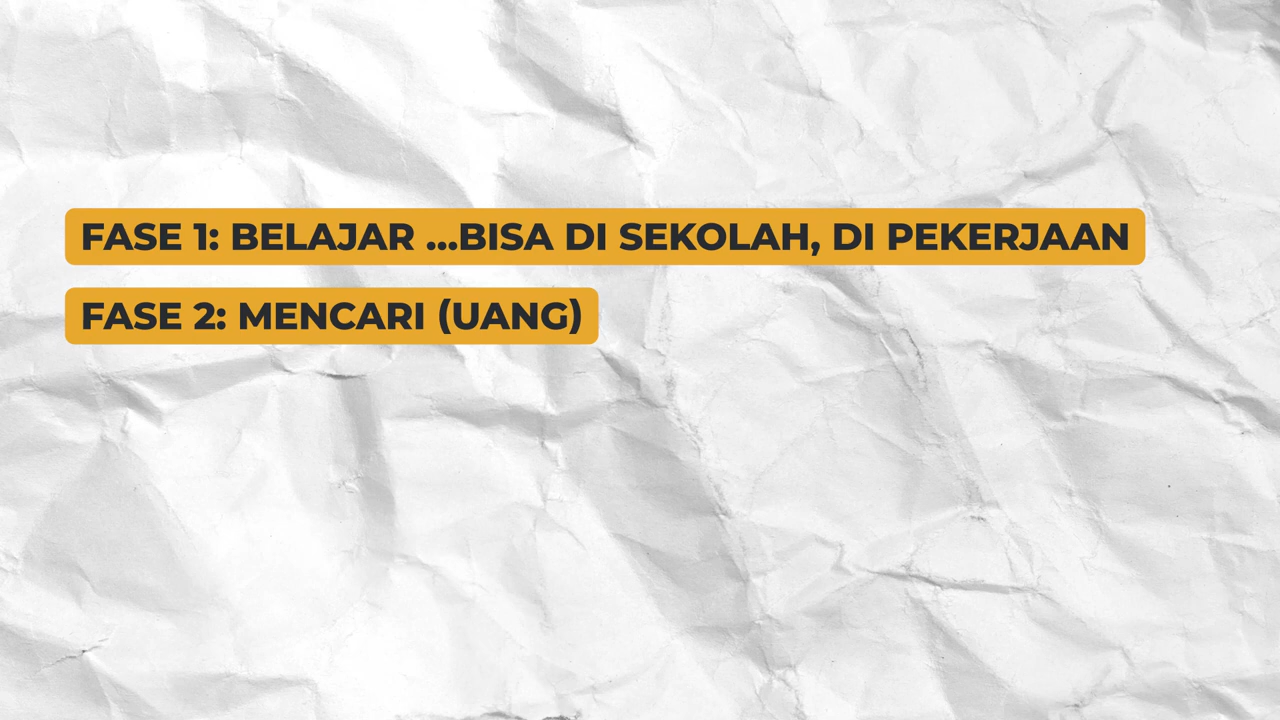 FASE 1: BELAJAR ...BISA DI SEKOLAH, DI PEKERJAAN
FASE 2: MENCARI (UANG)